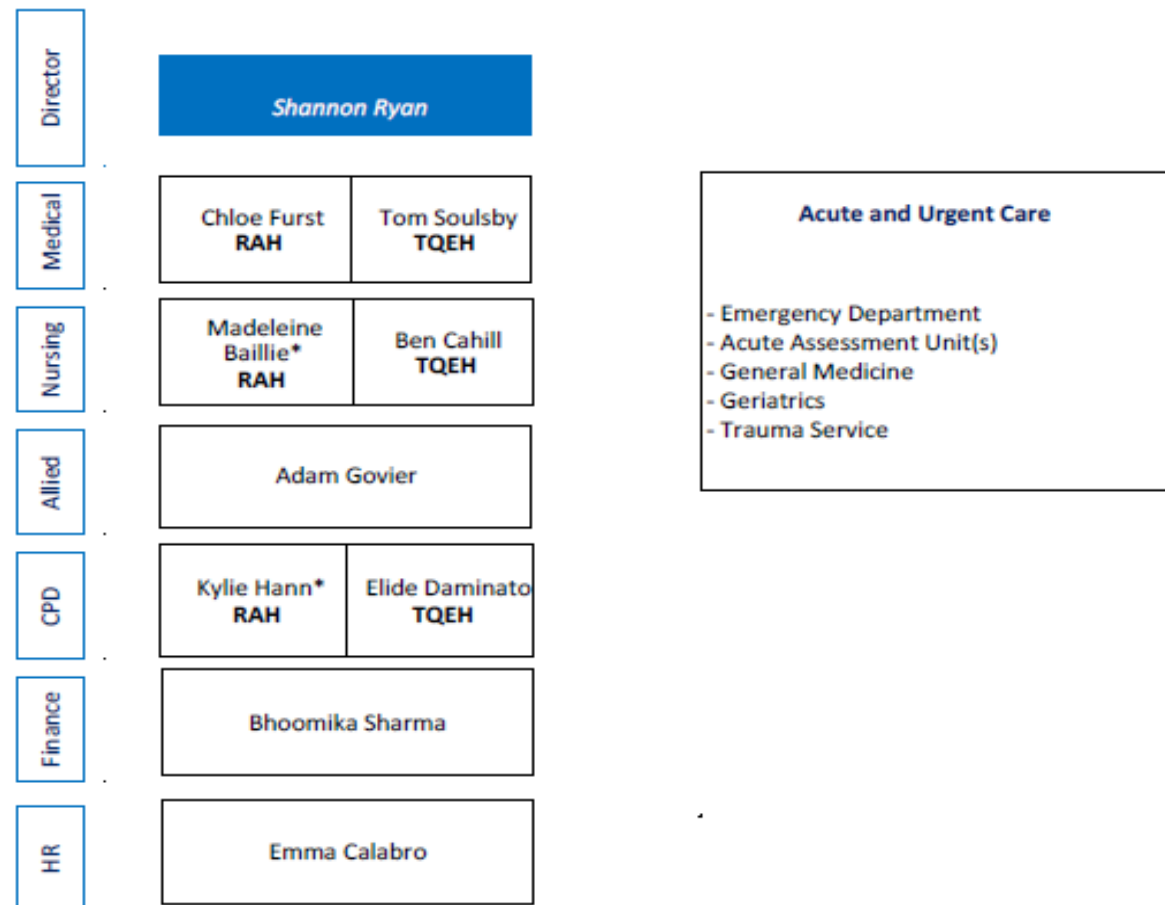 Director
Shannon Ryan
Medical
Chloe Furst
RAH
Tom Soulsby
TQEH
Nursing
Madeleine
Baillie*
RAH
Ben Cahill
TQEH
Allied
Adam Govier
CPD
Kylie Hann*
RAH
Elide Daminato
TQEH
Finance
Bhoomika Sharma
HR
Emma Calabro
Acute and Urgent Care
- Emergency Department
- Acute Assessment Unit(s)
- General Medicine
- Geriatrics
- Trauma Service